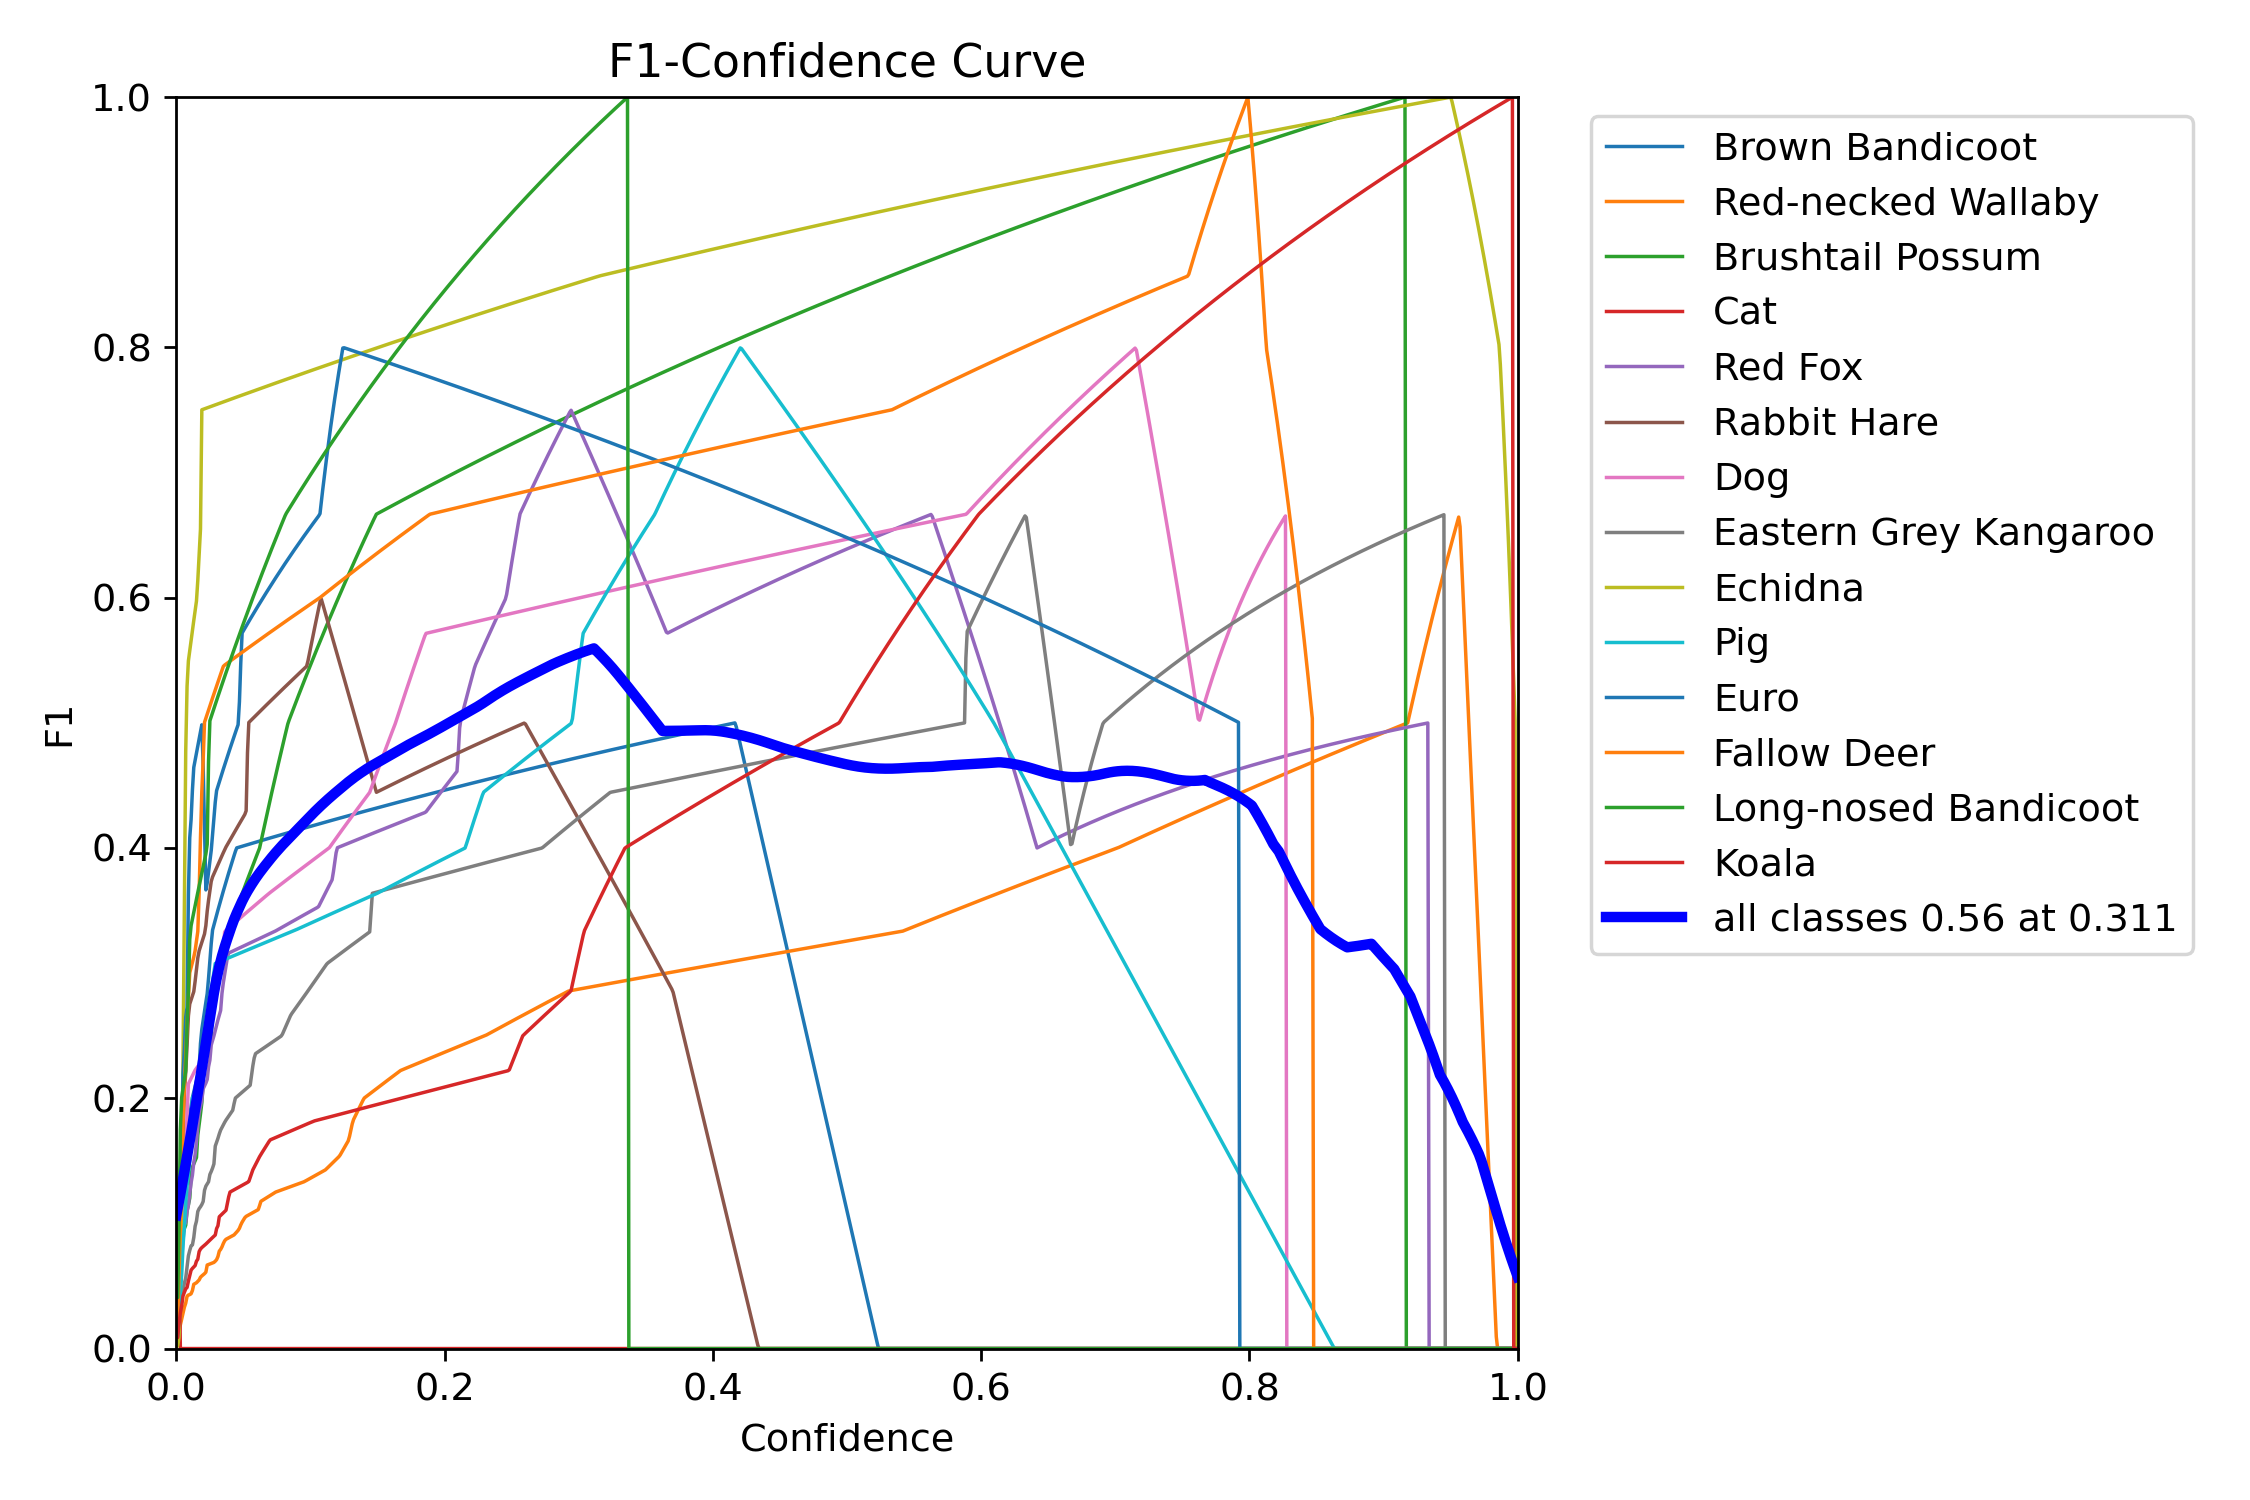 F1-Confidence Curve
1.0
0.8
0.6
0.4
0.2
0.0
F1
0.0 0.2 0.4 0.6 0.8 1.0
Confidence
Brown Bandicoot
Red-necked Wallaby
Brushtail Possum
Cat
Red Fox
Rabbit Hare
Dog
Eastern Grey Kangaroo
Echidna
Pig
Euro
Fallow Deer
Long-nosed Bandicoot
Koala
all classes 0.56 at 0.311